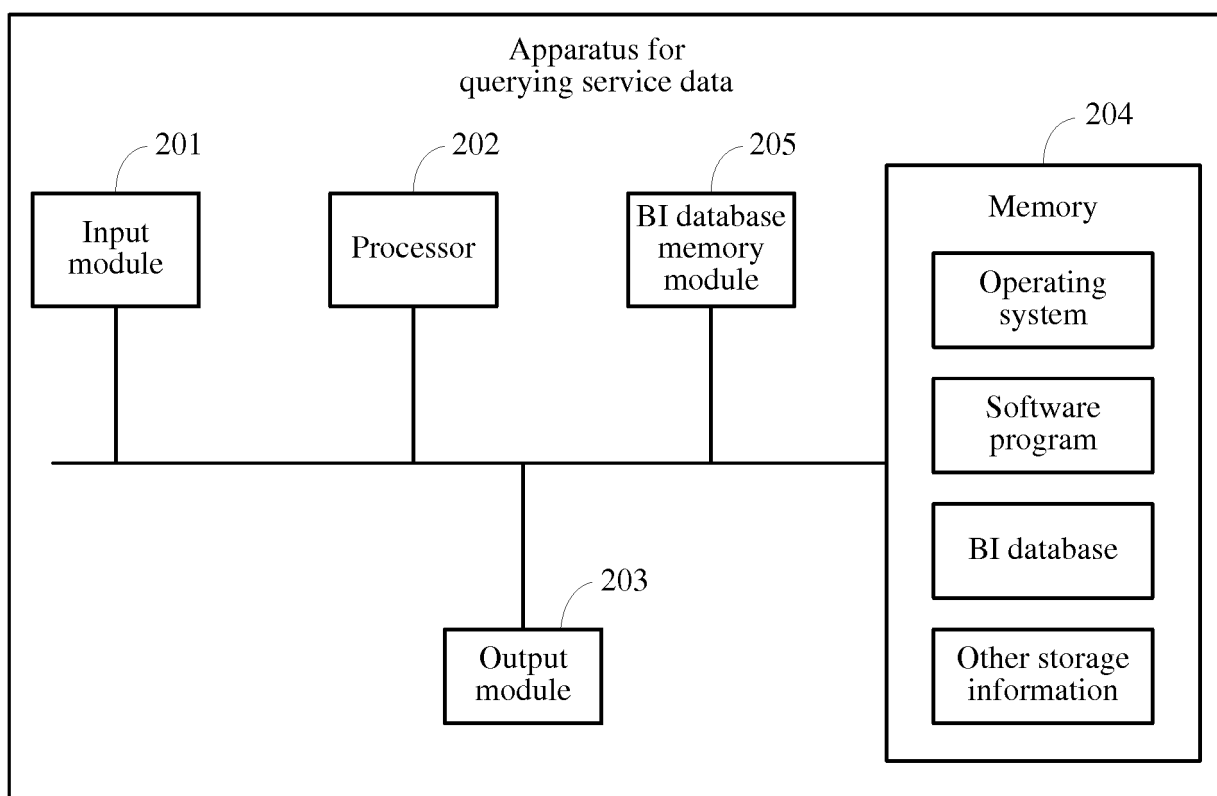 Apparatus for
querying service data
201
202
205
204
Input
module
Processor
BI database
memory
module
Memory
Operating
system
Software
program
BI database
Other storage
information
203
Output
module